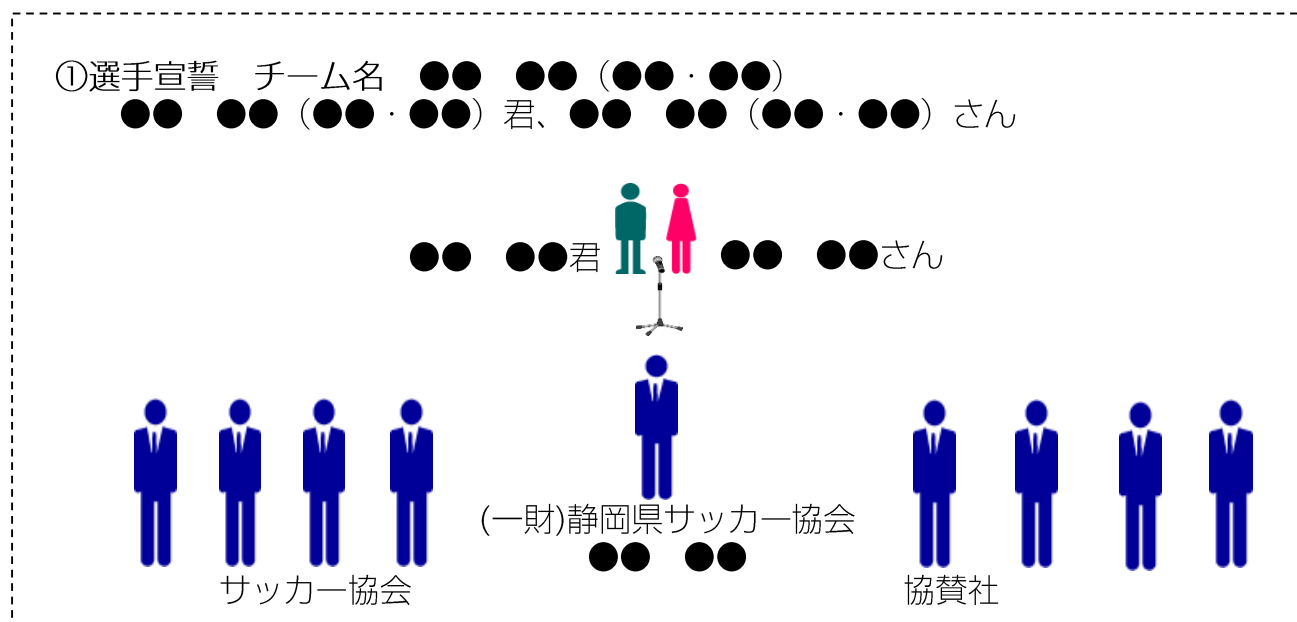 ①選手宣誓　チーム名　●●　●●（●●・●●）
●●　●●（●●・●●）君、●●　●●（●●・●●）さん
●●　●●君
●●　●●さん
(一財)静岡県サッカー協会
●●　●●
サッカー協会
協賛社